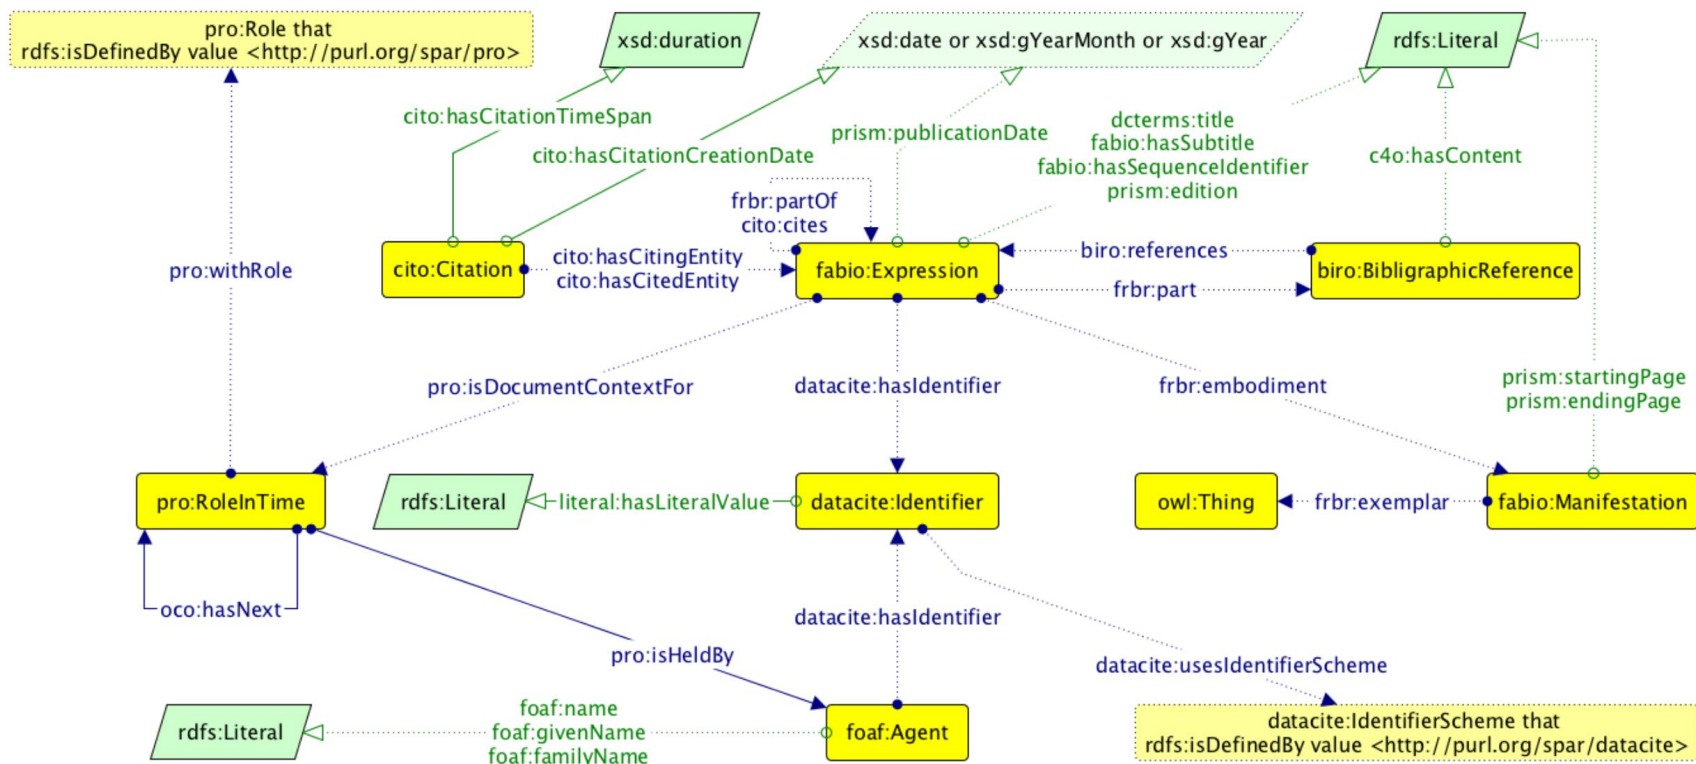 pro:Role that
rdfs:isDefinedBy value <http://purl.org/spar/pro>
xsd:duration
xsd:date or xsd:gYearMonth or xsd:gYear
rdfs:Literal
cito:hasCitationTimeSpan
cito:hasCitationCreationDate
prism:publicationDate
dcterms:title
fabio:hasSubtitle
fabio:hasSequenceIdentifier
prism:edition
c4o:hasContent
frbr:partOf
cito:cites
pro:withRole
cito:Citation
cito:hasCitingEntity
cito:hasCitedEntity
fabio:Expression
biro:references
frbr:part
biro:BibligraphicReference
pro:isDocumentContextFor
datacite:hasIdentifier
frbr:embodiment
prism:startingPage
prism:endingPage
pro:RoleInTime
rdfs:Literal
literal:hasLiteralValue
datacite:Identifier
owl:Thing
frbr:exemplar
fabio:Manifestation
oco:hasNext
datacite:hasIdentifier
pro:isHeldBy
datacite:usesIdentifierScheme
rdfs:Literal
foaf:name
foaf:givenName
foaf:familyName
foaf:Agent
datacite:IdentifierScheme that
rdfs:isDefinedBy value <http://purl.org/spar/datacite>